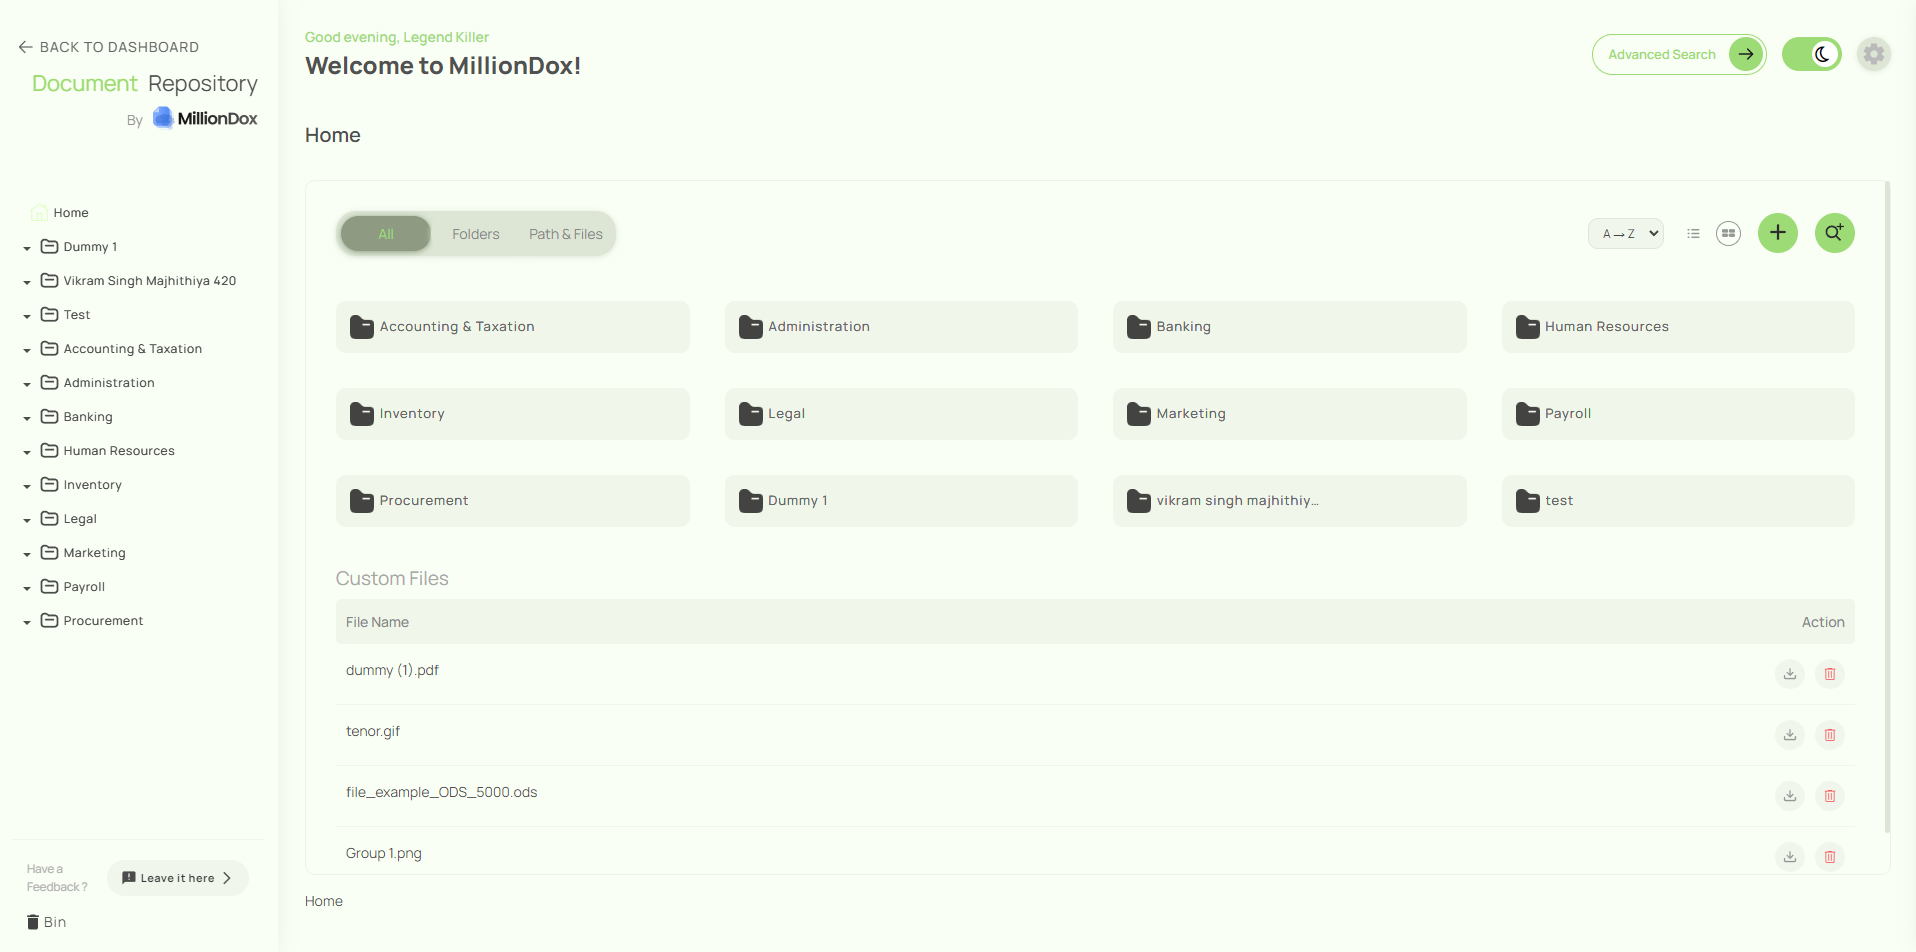 BACK TO DASHBOARD
Document Repository
By MillionDox
Home
Dummy 1
Vikram Singh Majhithiya 420
Test
Accounting & Taxation
Administration
Banking
Human Resources
Inventory
Legal
Marketing
Payroll
Procurement
Have a
Feedback ?
Leave it here
Bin
Good evening, Legend Killer
Welcome to MillionDox!
Advanced Search
Home
All Folders Path & Files
A→Z
Accounting & Taxation Administration Banking Human Resources
Inventory Legal Marketing Payroll
Procurement Dummy 1 vikram singh majhithiy... test
Custom Files
File Name Action
dummy (1).pdf
tenor.gif
file_example_ODS_5000.ods
Group 1.png
Home